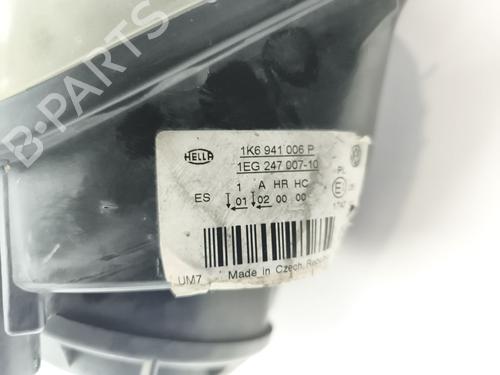 B-PARTS
HELLA
1K6 941 006 P
1EG 247 007-10
1 A HR HC
ES 01 02 00 00
UM7 Made in Czech. Repub